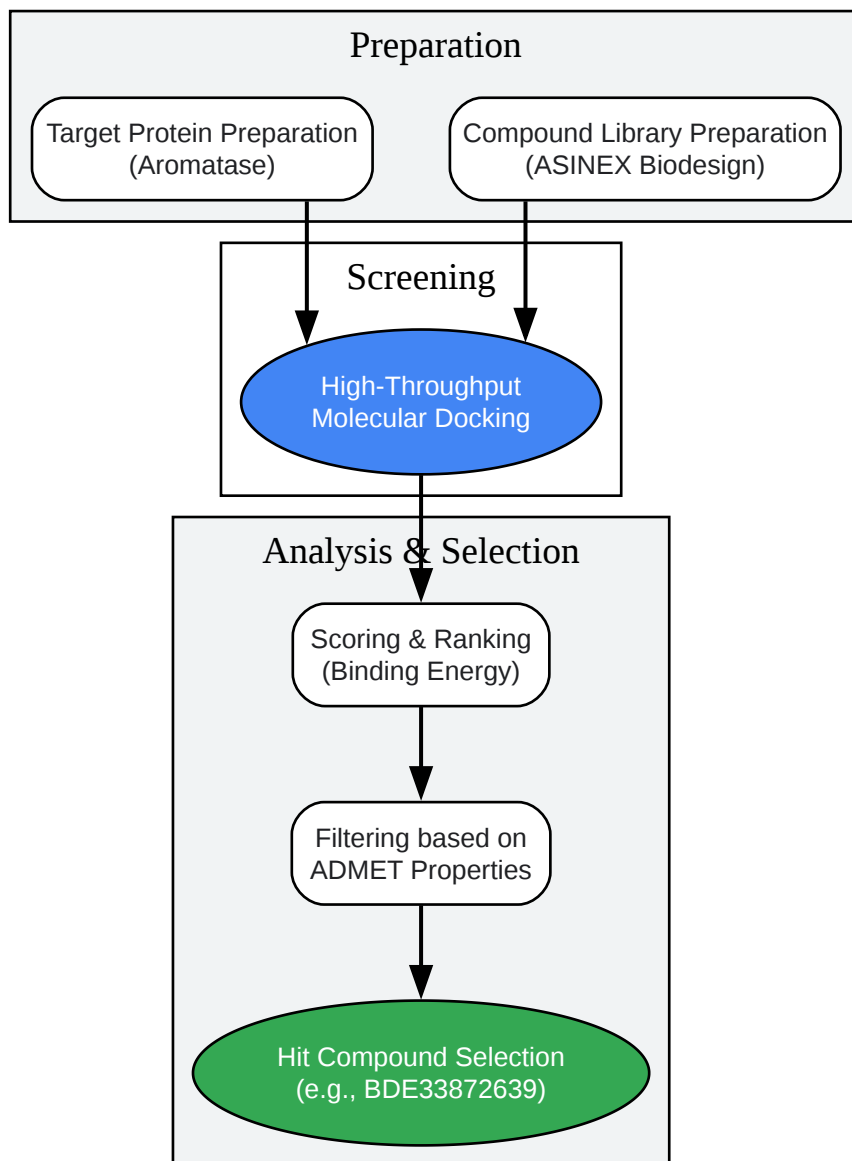 Preparation
Target Protein Preparation
(Aromatase)
Compound Library Preparation
(ASINEX Biodesign)
Screening
High-Throughput
Molecular Docking
Analysis & Selection
Scoring & Ranking
(Binding Energy)
Filtering based on
ADMET Properties
Hit Compound Selection
(e.g., BDE33872639)